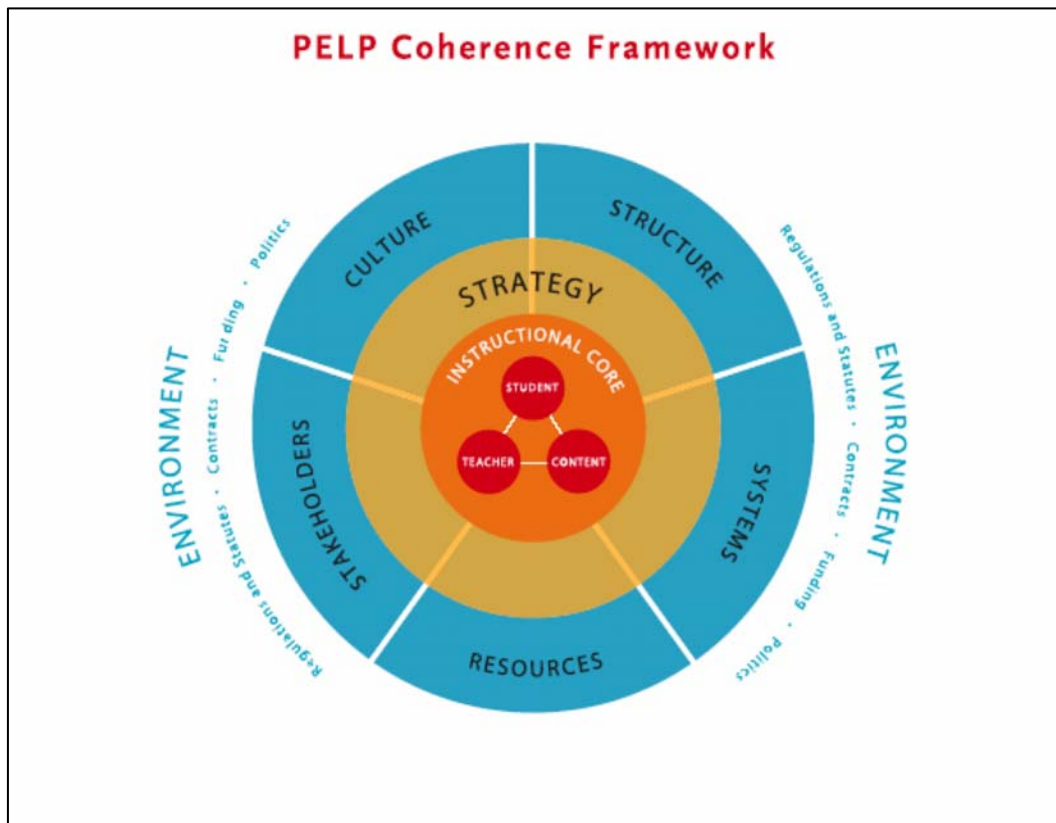 PELP Coherence Framework
CULTURE
STRUCTURE
STRATEGY
INSTRUCTIONAL CORE
STUDENT
TEACHER
CONTENT
STAKEHOLDERS
SYSTEMS
RESOURCES
ENVIRONMENT
Regulations and Statutes · Contracts · Funding · Politics
ENVIRONMENT
Regulations and Statutes · Contracts · Funding · Politics